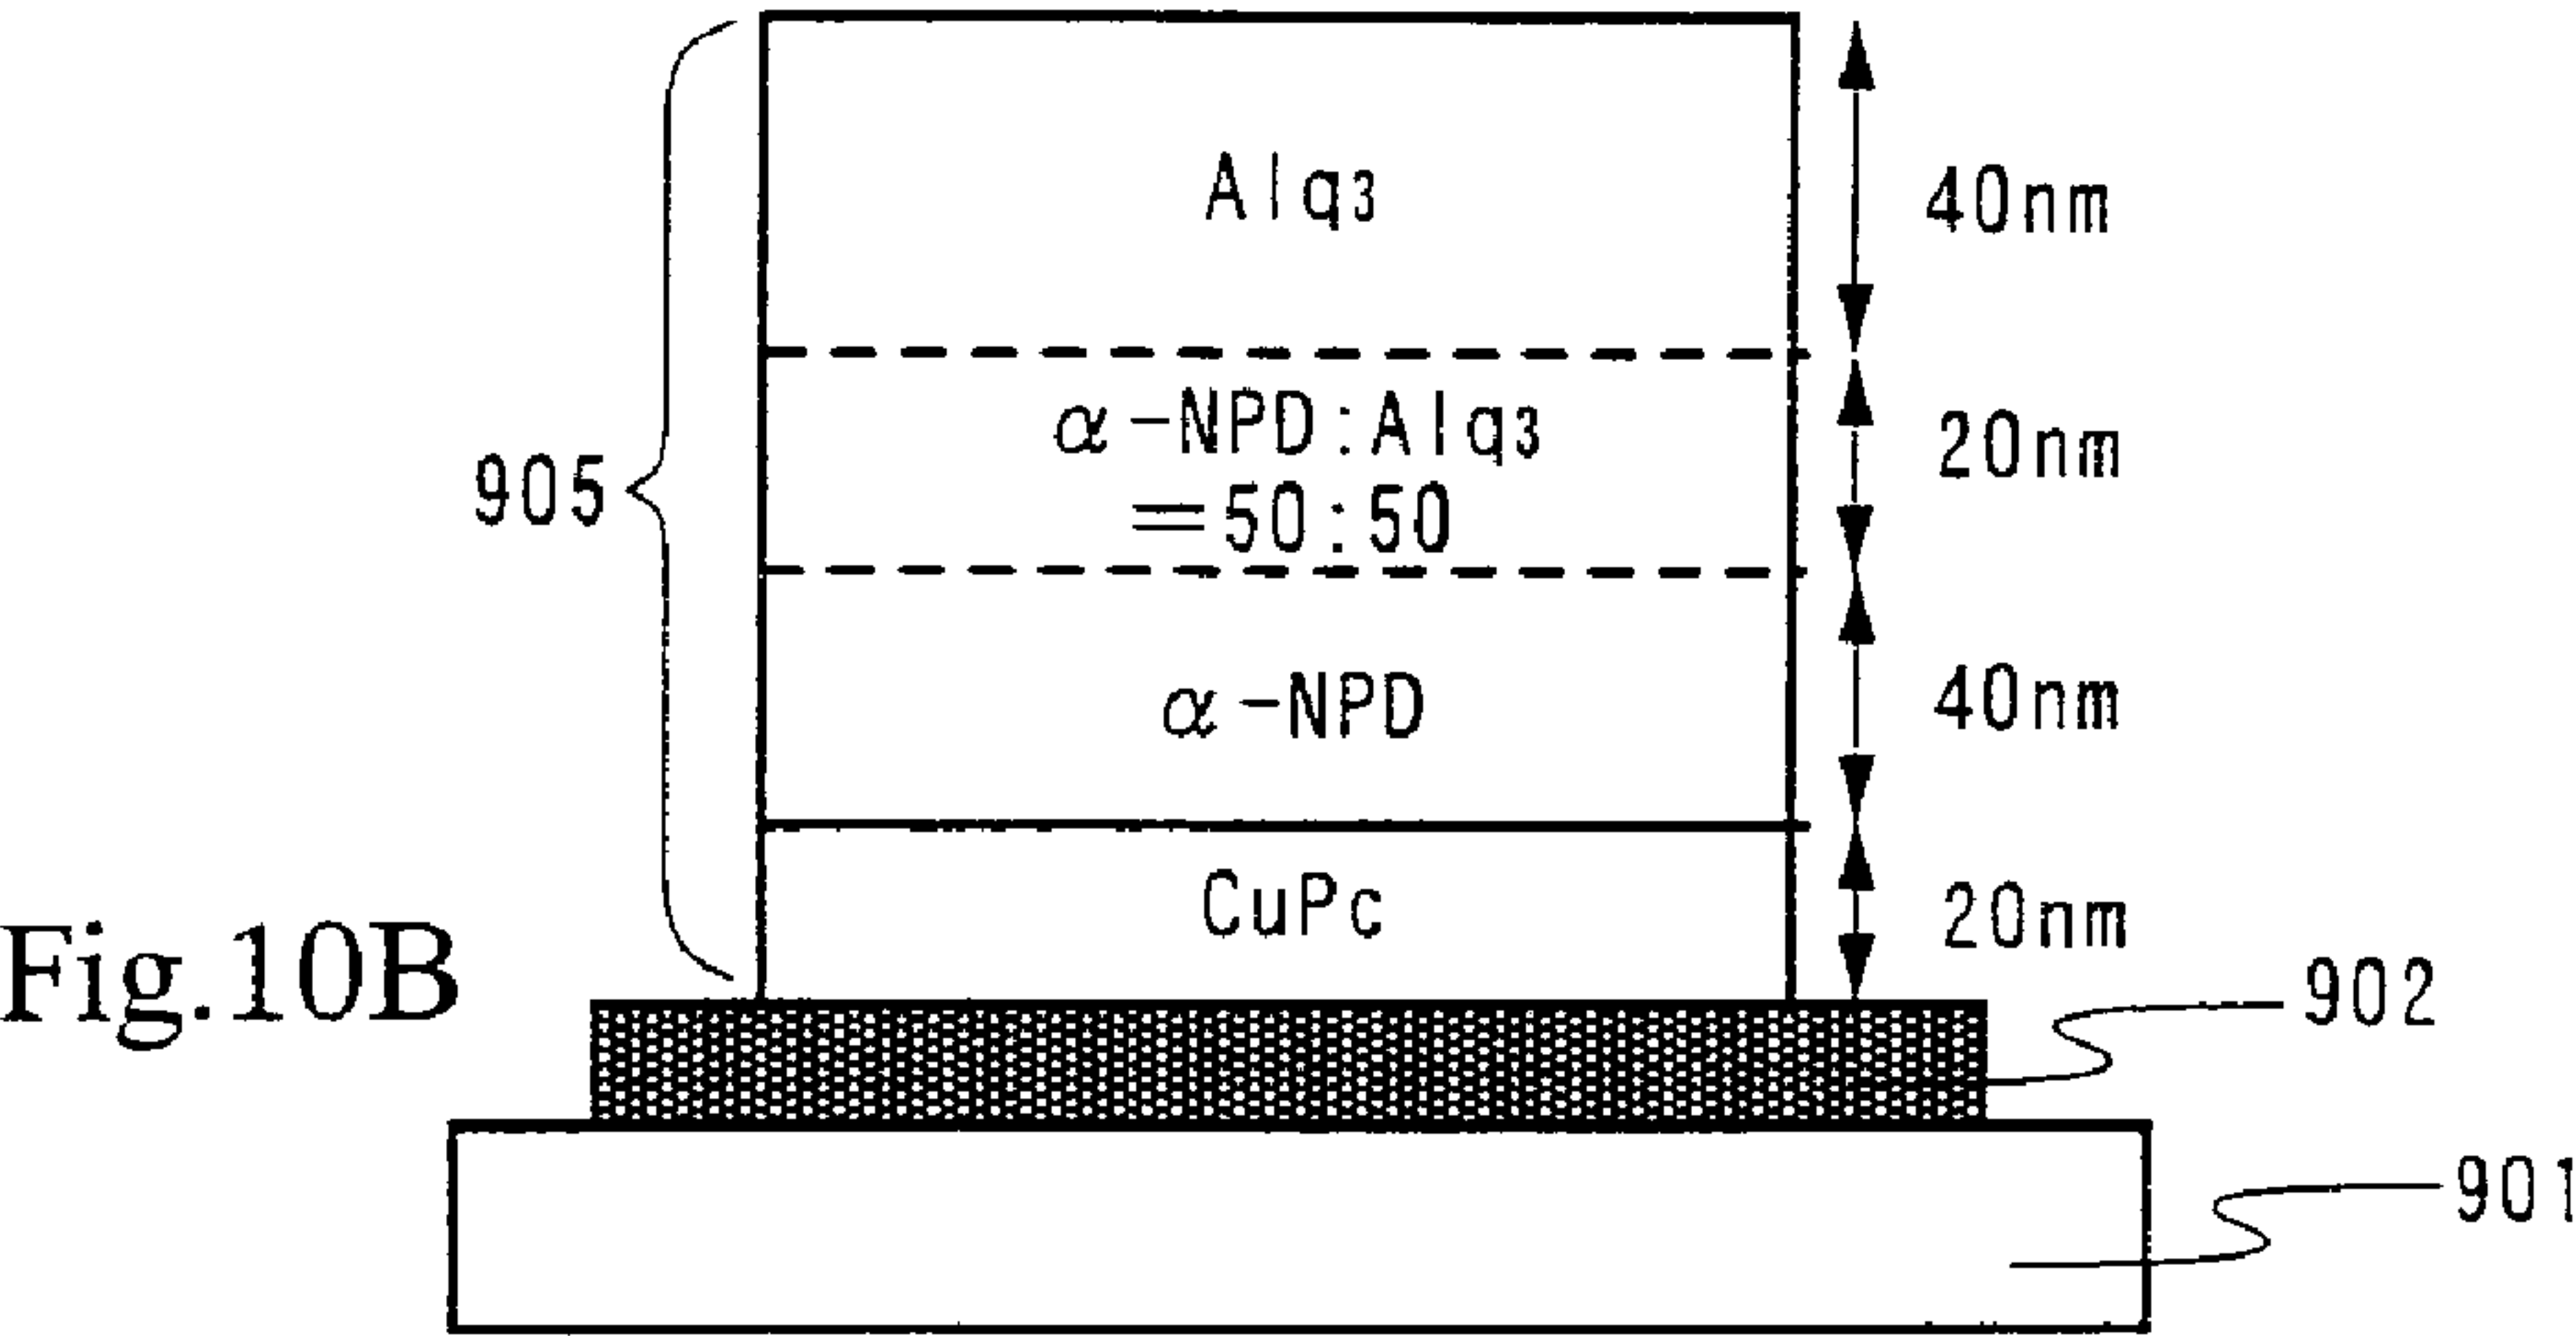 Alq3
40nm
α-NPD:Alq3
=50:50
20nm
905
α-NPD
40nm
CuPc
20nm
Fig.10B
902
901